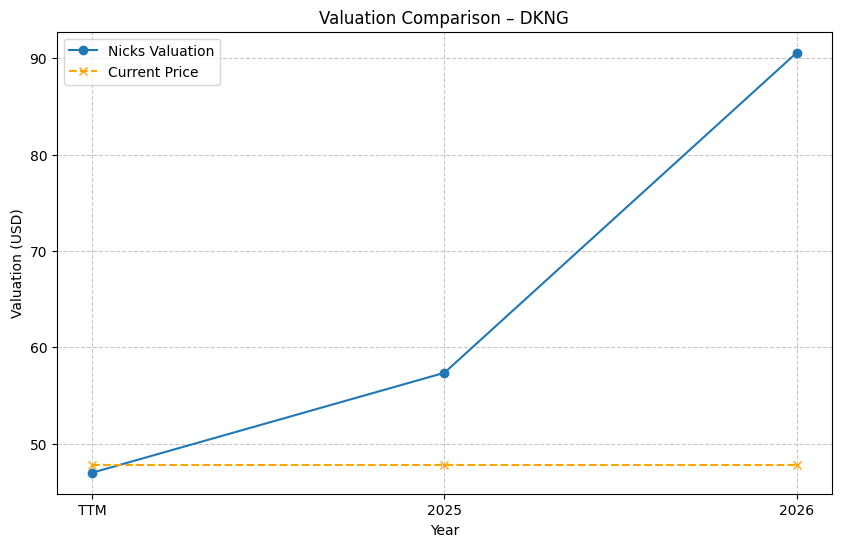 Valuation Comparison – DKNG
Nicks Valuation
Current Price
Valuation (USD)
90
80
70
60
50
TTM
2025
2026
Year